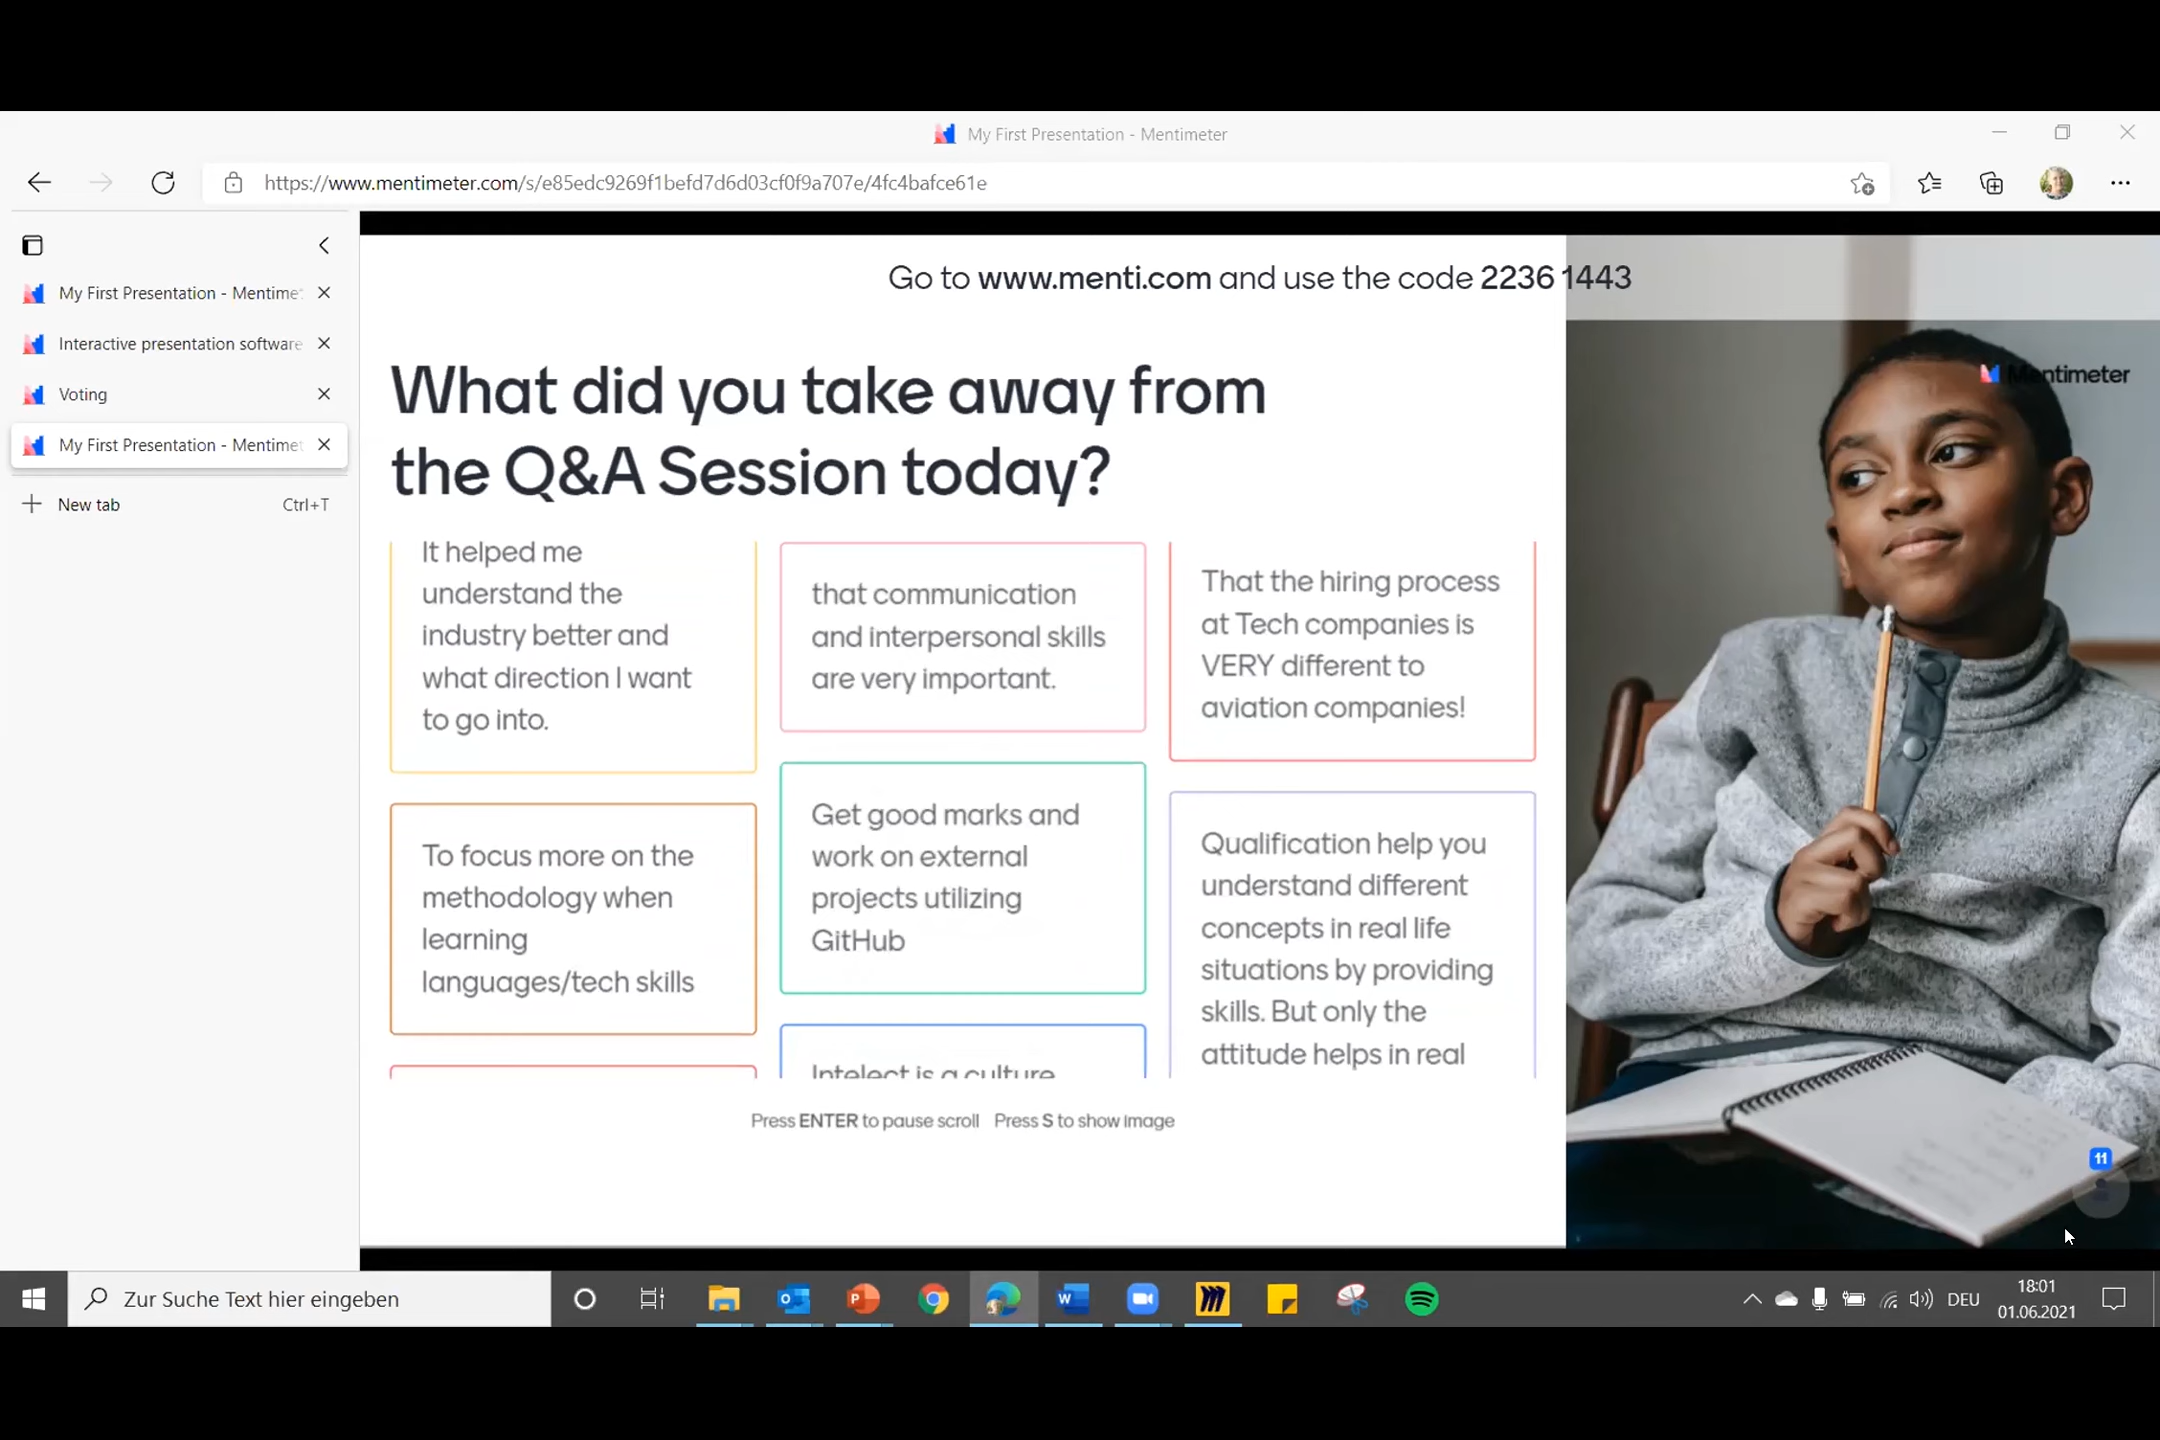 My First Presentation - Mentimeter
https://www.mentimeter.com/s/e85edc9269f1befd7d6d03cf0f9a707e/4fc4bafce61e
My First Presentation - Mentime
Interactive presentation software
Voting
My First Presentation - Mentimet
New tab Ctrl+T
Go to www.menti.com and use the code 2236 1443
Mentimeter
What did you take away from
the Q&A Session today?
It helped me
understand the
industry better and
what direction I want
to go into.
To focus more on the
methodology when
learning
languages/tech skills
that communication
and interpersonal skills
are very important.
Get good marks and
work on external
projects utilizing
GitHub
Intelect is a culture
That the hiring process
at Tech companies is
VERY different to
aviation companies!
Qualification help you
understand different
concepts in real life
situations by providing
skills. But only the
attitude helps in real
Press ENTER to pause scroll Press S to show image
11
Zur Suche Text hier eingeben
DEU
18:01
01.06.2021